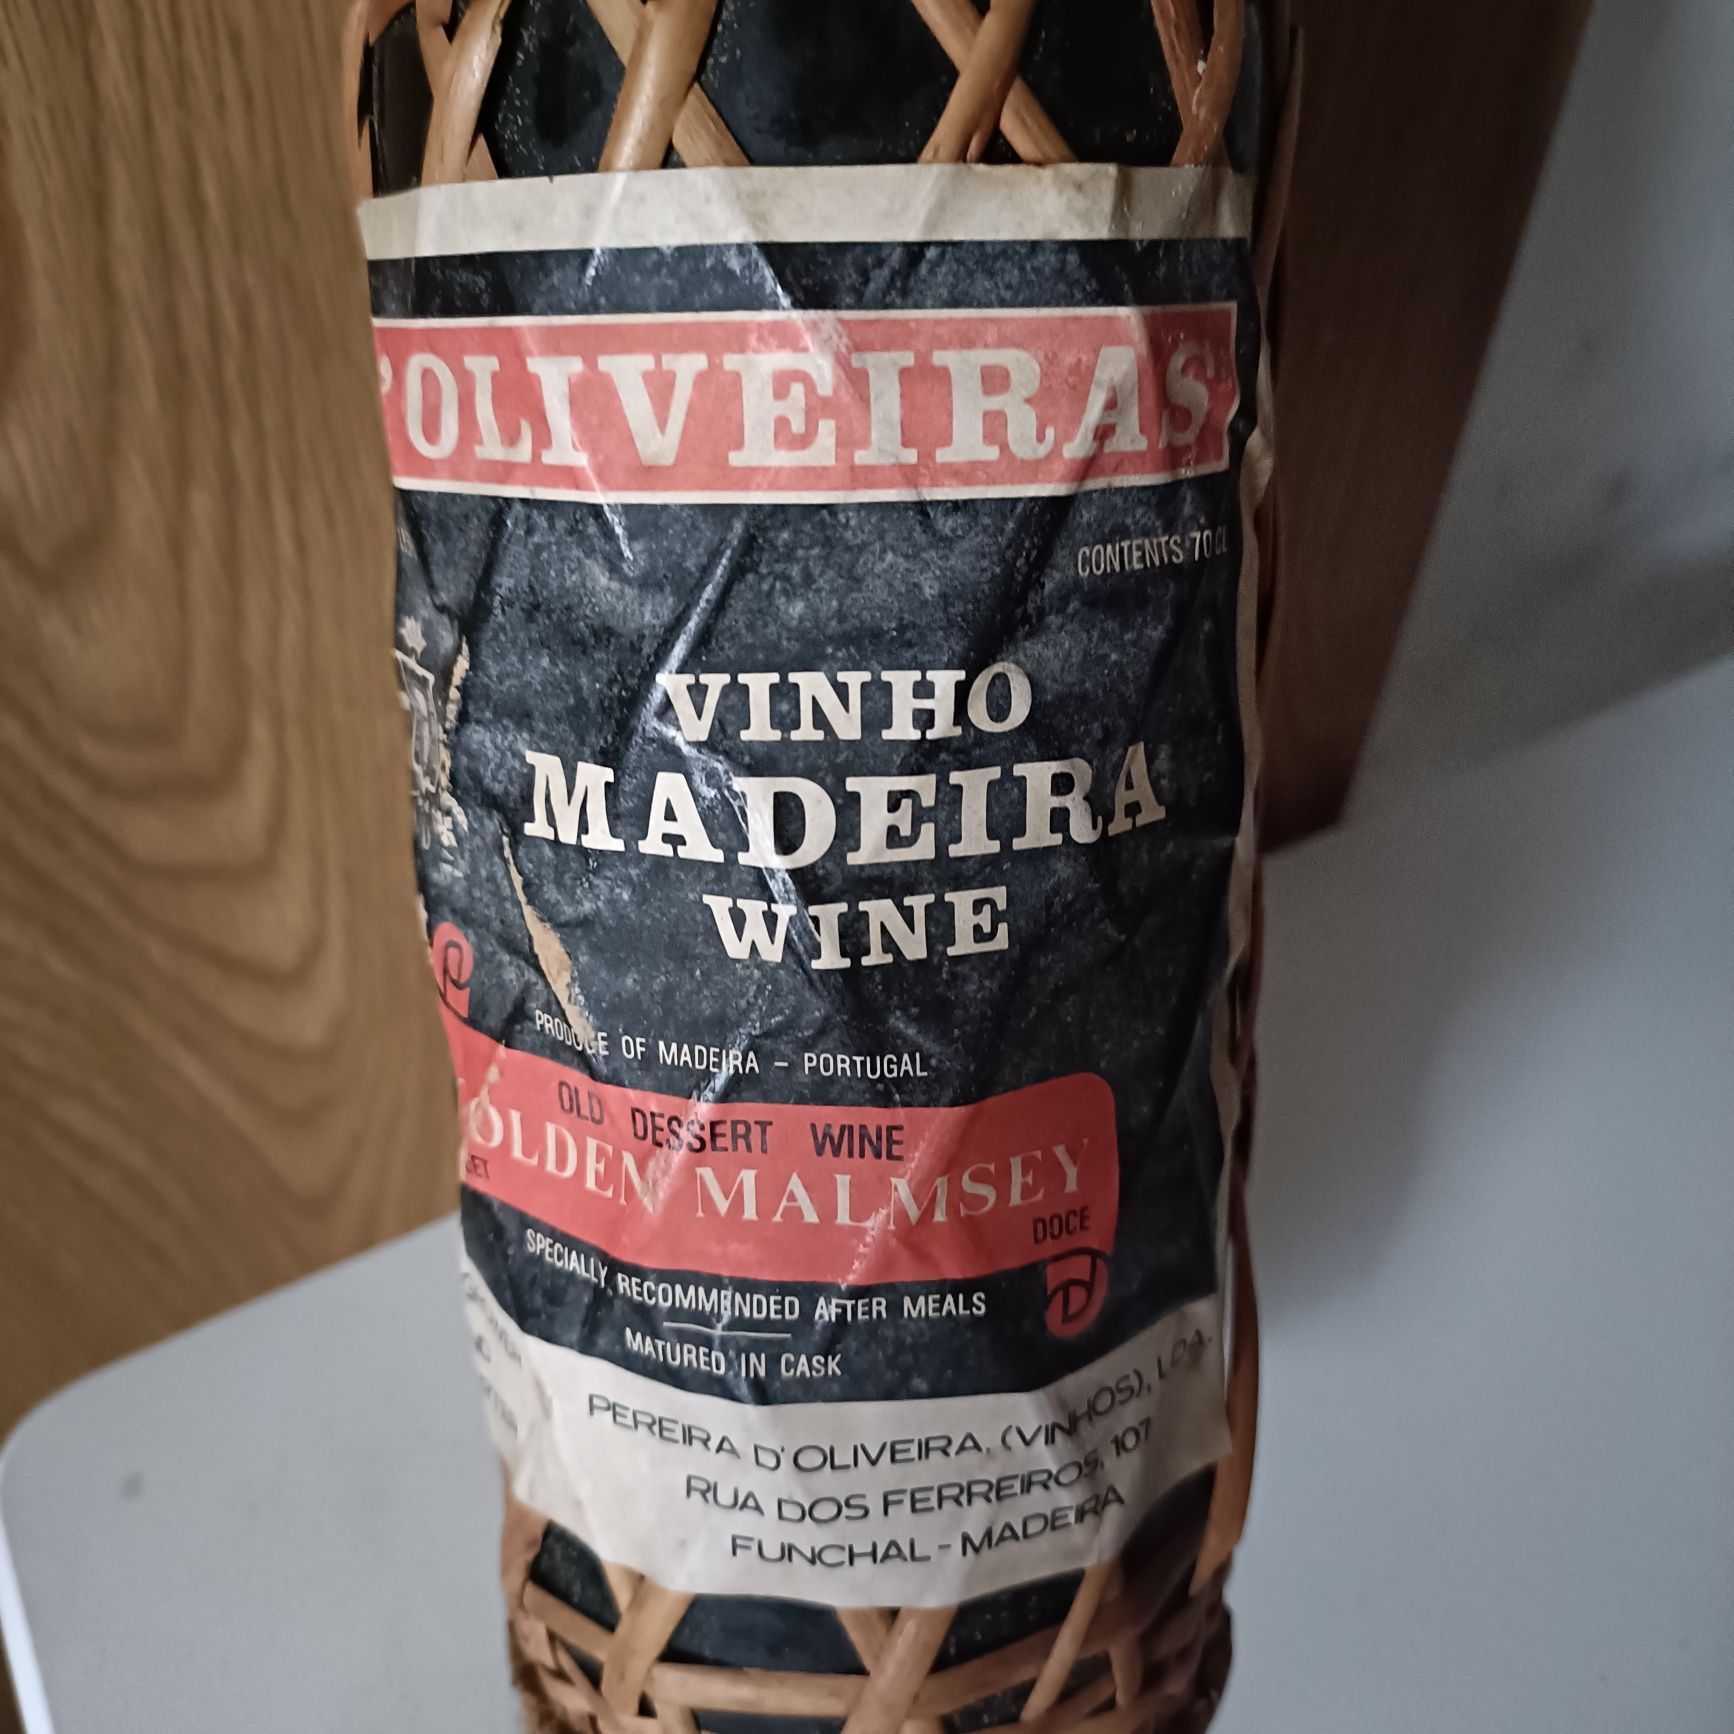 'OLIVEIRAS
CONTENTS 70 CL
VINHO
MADEIRA
WINE
P
PRODUCE OF MADEIRA – PORTUGAL
OLD DESSERT WINE
GOLDEN MALMSEY
DOCE
D
SPECIALLY RECOMMENDED AFTER MEALS
MATURED IN CASK
PEREIRA D'OLIVEIRA, (VINHOS), LDA.
RUA DOS FERREIROS, 107
FUNCHAL - MADEIRA